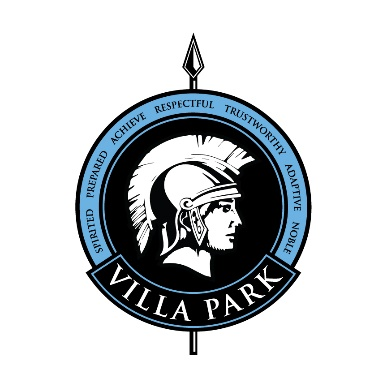 SPIRITED PREPARED ACHIEVE RESPECTFUL TRUSTWORTHY ADAPTIVE NOBLE
VILLA PARK